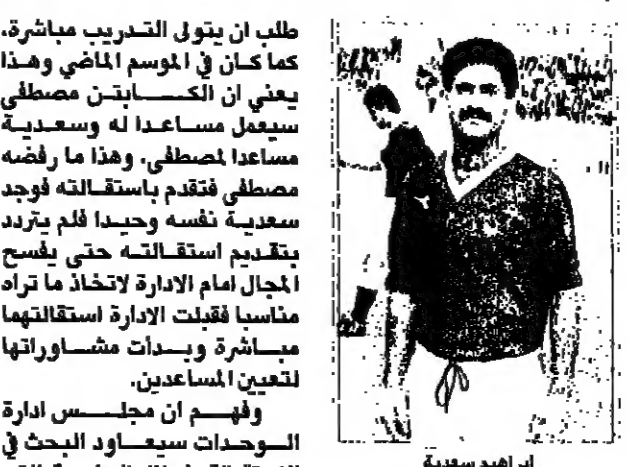 طلب ان يتولى التدريب مباشرة،
كما كان في الموسم الماضي وهذا
يعني ان الكابتن مصطفى
سيعمل مساعدا له وسعدية
مساعدا لمصطفى، وهذا ما رفضه
مصطفى فتقدم باستقالته فوجد
سعدية نفسه وحيدا فلم يتردد
بتقديم استقالته حتى يفسح
المجال امام الادارة لاتخاذ ما تراه
مناسبا فقبلت الادارة استقالتهما
مباشرة وبدأت مشاوراتها
لتعيين المساعدين.
وفهم ان مجلس ادارة
الوحدات سيعاود البحث في
ابراهيم سعدية